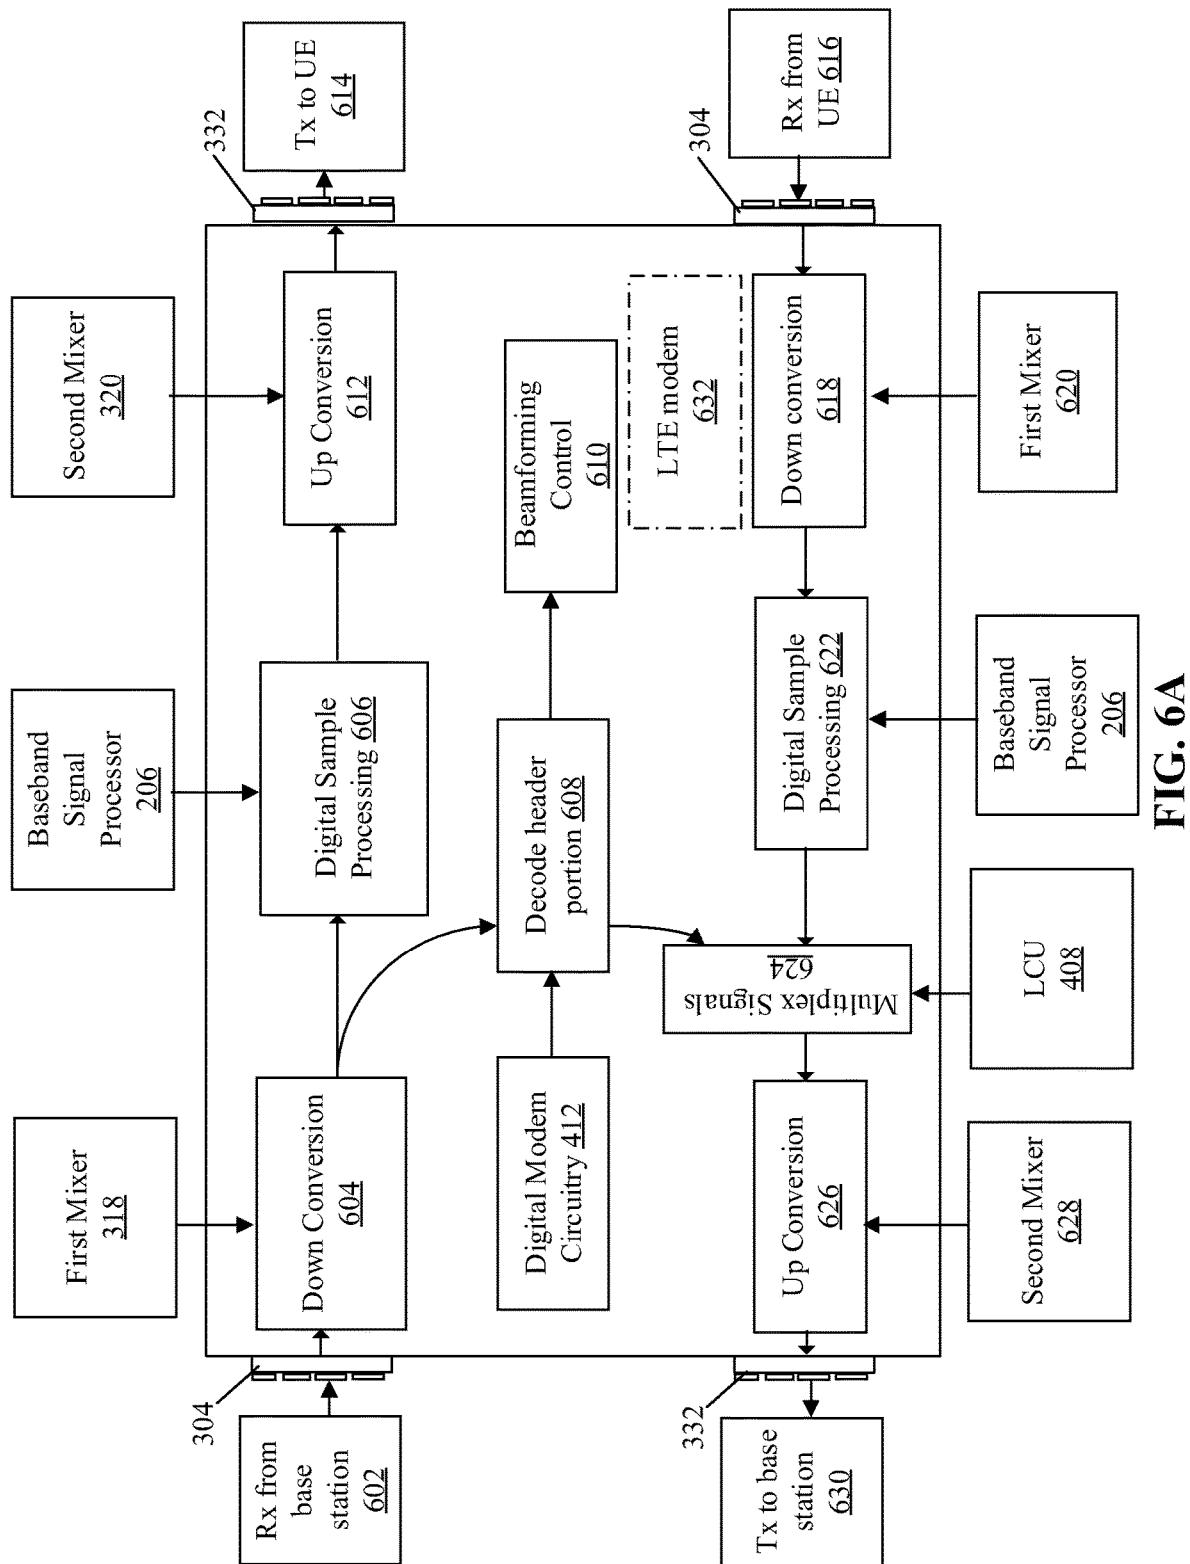 First Mixer
318
Baseband
Signal
Processor
206
Second Mixer
320
304
332
Rx from
base
station
602
Down Conversion
604
Digital Sample
Processing 606
Up Conversion
612
Tx to UE
614
Digital Modem
Circuitry 412
Decode header
portion 608
Beamforming
Control
610
LTE modem
632
332
304
Tx to base
station
630
Up Conversion
626
Multiplex Signals
624
Digital Sample
Processing 622
Down conversion
618
Rx from
UE 616
Second Mixer
628
LCU
408
Baseband
Signal
Processor
206
First Mixer
620
FIG. 6A